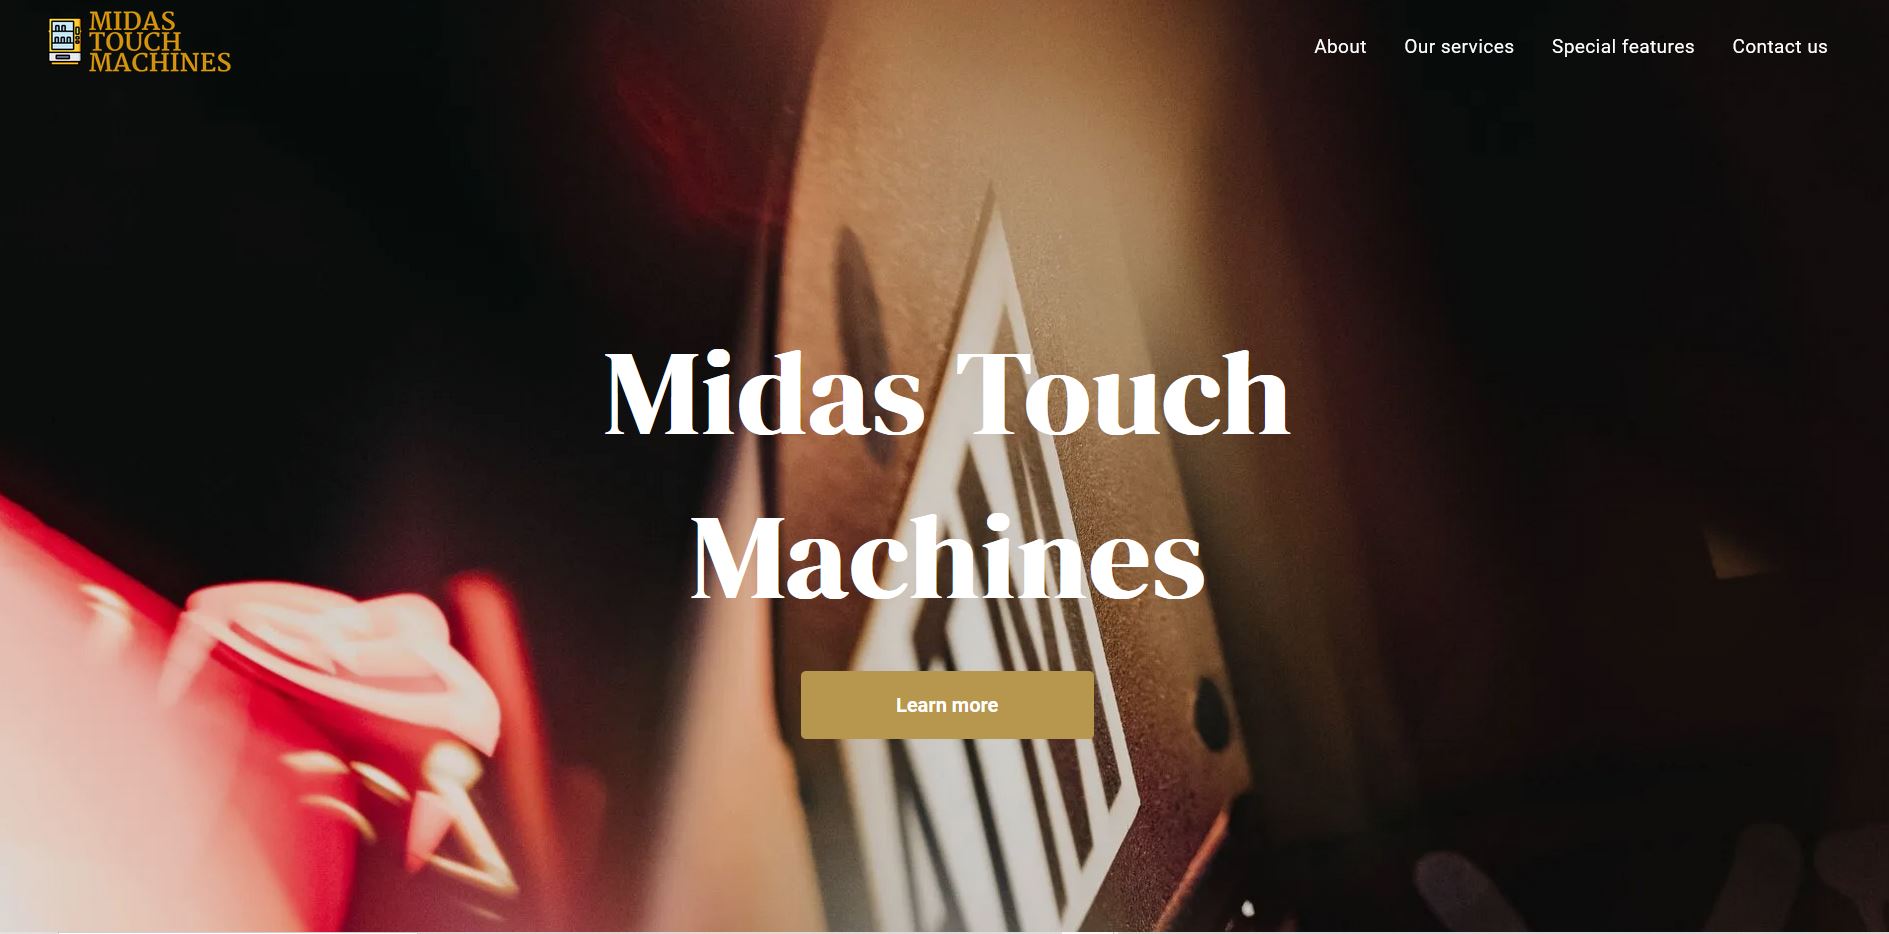 MIDAS
TOUCH
MACHINES
About
Our services
Special features
Contact us
Midas Touch
Machines
Learn more